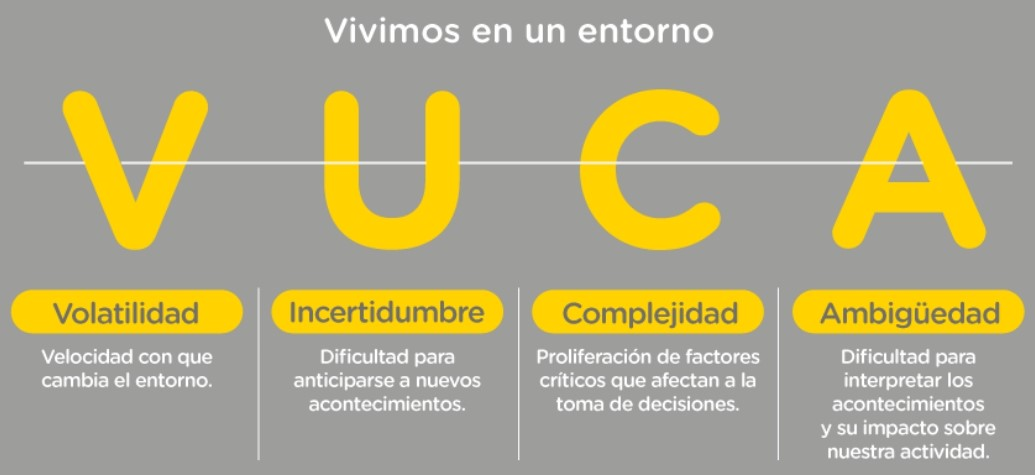 Vivimos en un entorno
VUCA
Volatilidad
Velocidad con que
cambia el entorno.
Incertidumbre
Dificultad para
anticiparse a nuevos
acontecimientos.
Complejidad
Proliferación de factores
críticos que afectan a la
toma de decisiones.
Ambigüedad
Dificultad para
interpretar los
acontecimientos
y su impacto sobre
nuestra actividad.